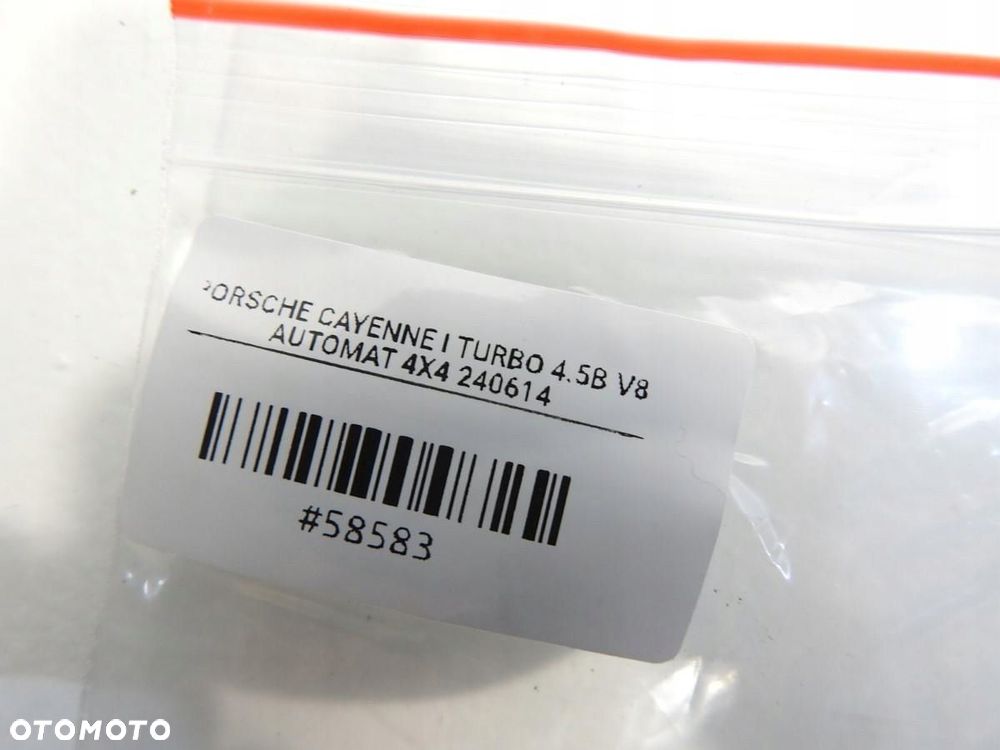 PORSCHE CAYENNE I TURBO 4.5B V8
AUTOMAT 4X4 240614
#58583
OTOMOTO